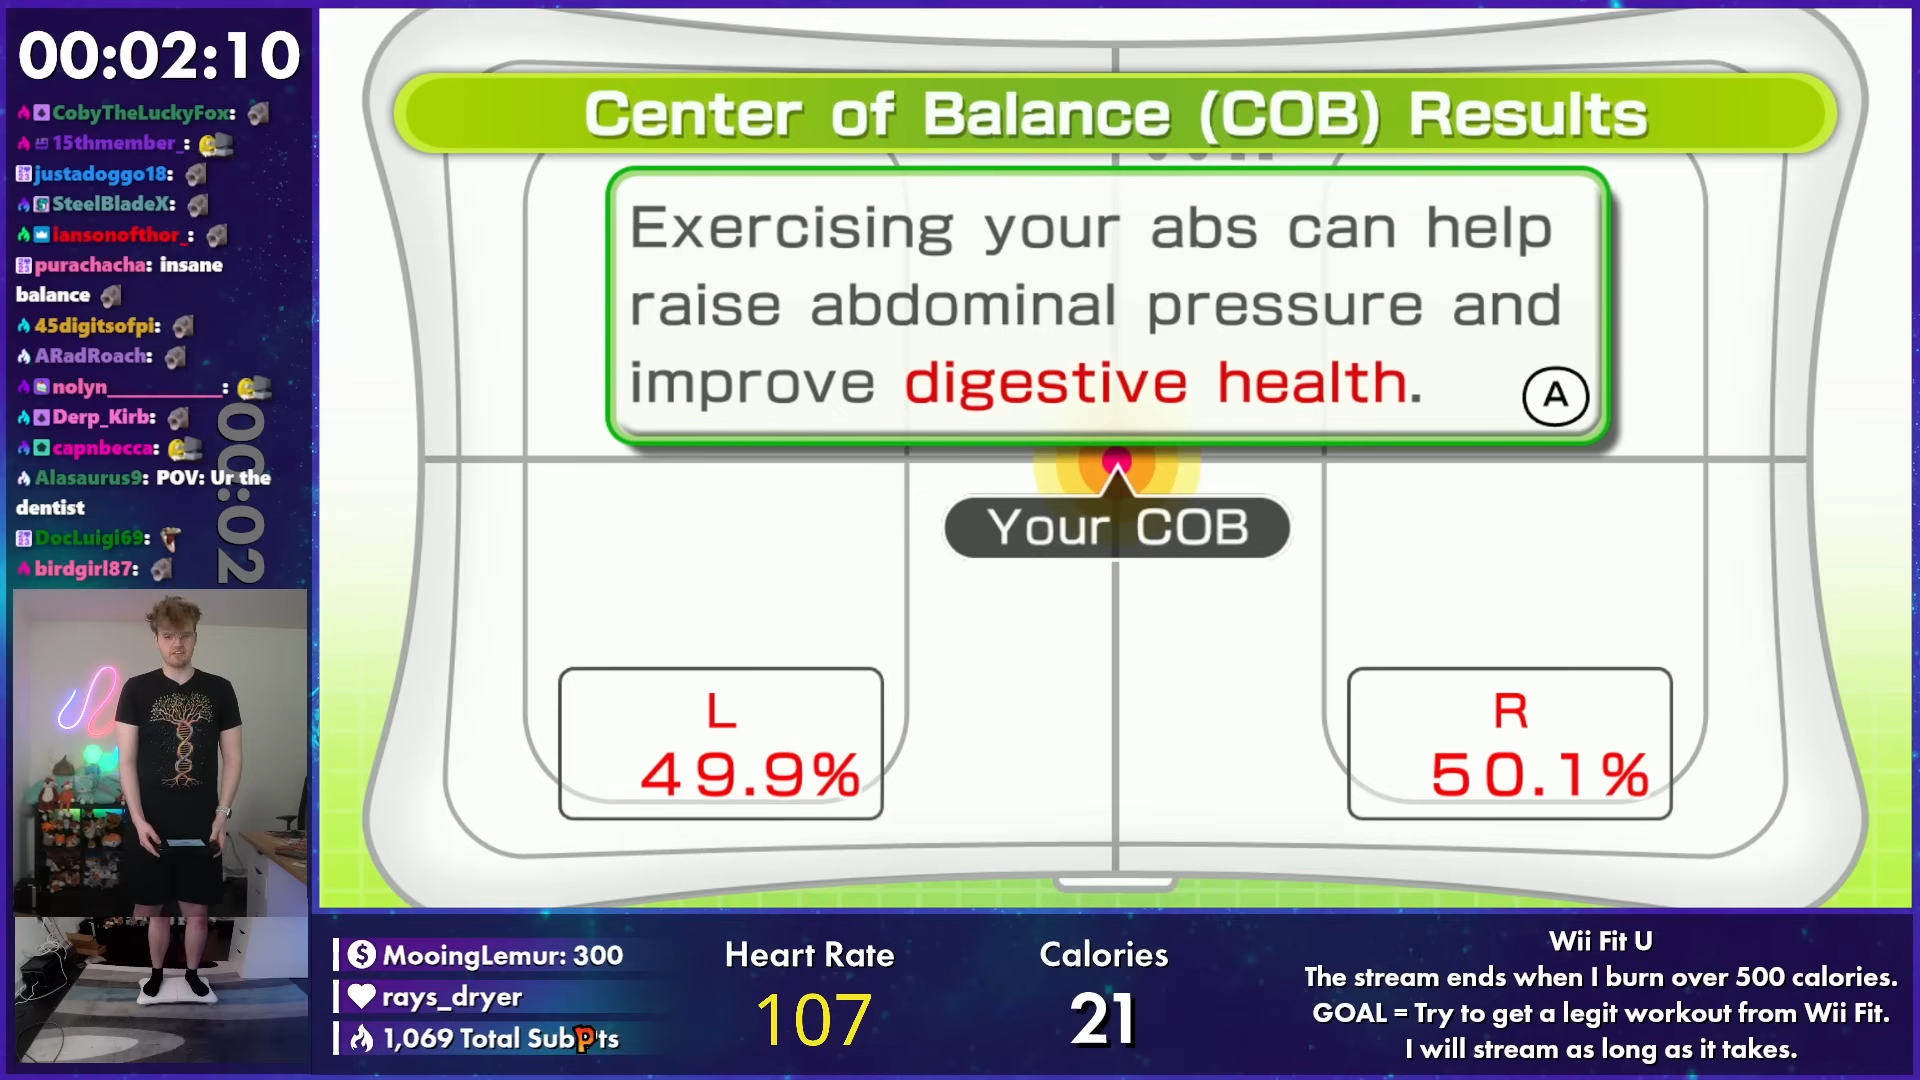 00:02:10
CobyTheLuckyFox:
15thmember_:
justadoggo18:
SteelBladeX:
Iansonofthor_:
purachacha: insane
balance
45digitsofpi:
ARadRoach:
nolyn___________:
Derp_Kirb:
capnbecca:
Alasaurus9: POV: Ur the
dentist
DocLuigi69:
birdgirl87:
00:02
Center of Balance (COB) Results
Exercising your abs can help
raise abdominal pressure and
improve digestive health.
A
Your COB
L
49.9%
R
50.1%
MooingLemur: 300
rays_dryer
1,069 Total Subpts
Heart Rate
107
Calories
21
Wii Fit U
The stream ends when I burn over 500 calories.
GOAL = Try to get a legit workout from Wii Fit.
I will stream as long as it takes.